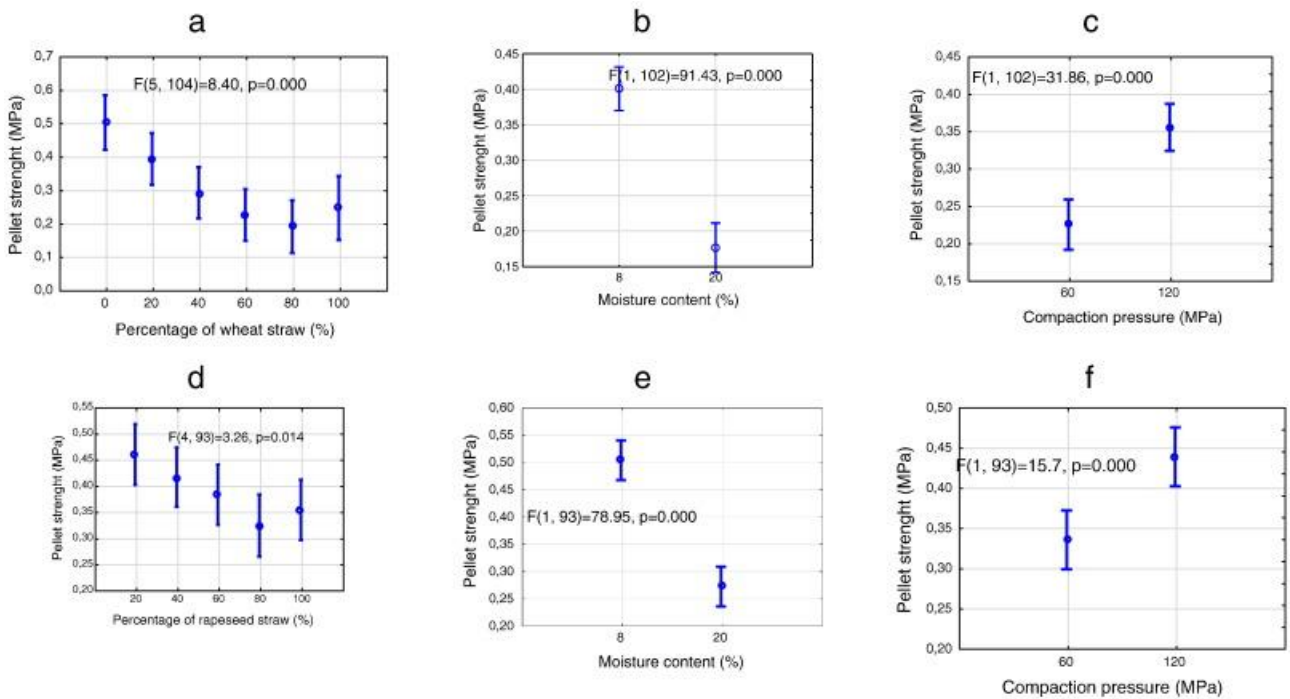 a
0,7
0,6
0,5
0,4
0,3
0,2
0,1
0,0
Pellet strenght (MPa)
F(5, 104)=8.40, p=0.000
0 20 40 60 80 100
Percentage of wheat straw (%)
b
0,45
0,40
0,35
0,30
0,25
0,20
0,15
Pellet strenght (MPa)
F(1, 102)=91.43, p=0.000
8 20
Moisture content (%)
c
0,45
0,40
0,35
0,30
0,25
0,20
0,15
Pellet strenght (MPa)
F(1, 102)=31.86, p=0.000
60 120
Compaction pressure (MPa)
d
0,55
0,50
0,45
0,40
0,35
0,30
0,25
0,20
Pellet strenght (MPa)
F(4, 93)=3.26, p=0.014
20 40 60 80 100
Percentage of rapeseed straw (%)
e
0,60
0,55
0,50
0,45
0,40
0,35
0,30
0,25
0,20
Pellet strenght (MPa)
F(1, 93)=78.95, p=0.000
8 20
Moisture content (%)
f
0,50
0,45
0,40
0,35
0,30
0,25
0,20
Pellet strenght (MPa)
F(1, 93)=15.7, p=0.000
60 120
Compaction pressure (MPa)